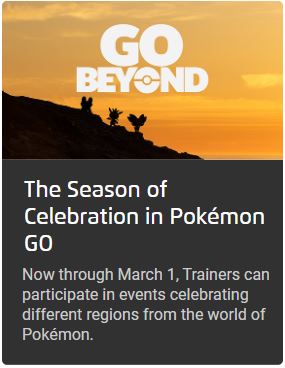 GO
BEYOND
The Season of
Celebration in Pokémon
GO
Now through March 1, Trainers can
participate in events celebrating
different regions from the world of
Pokémon.